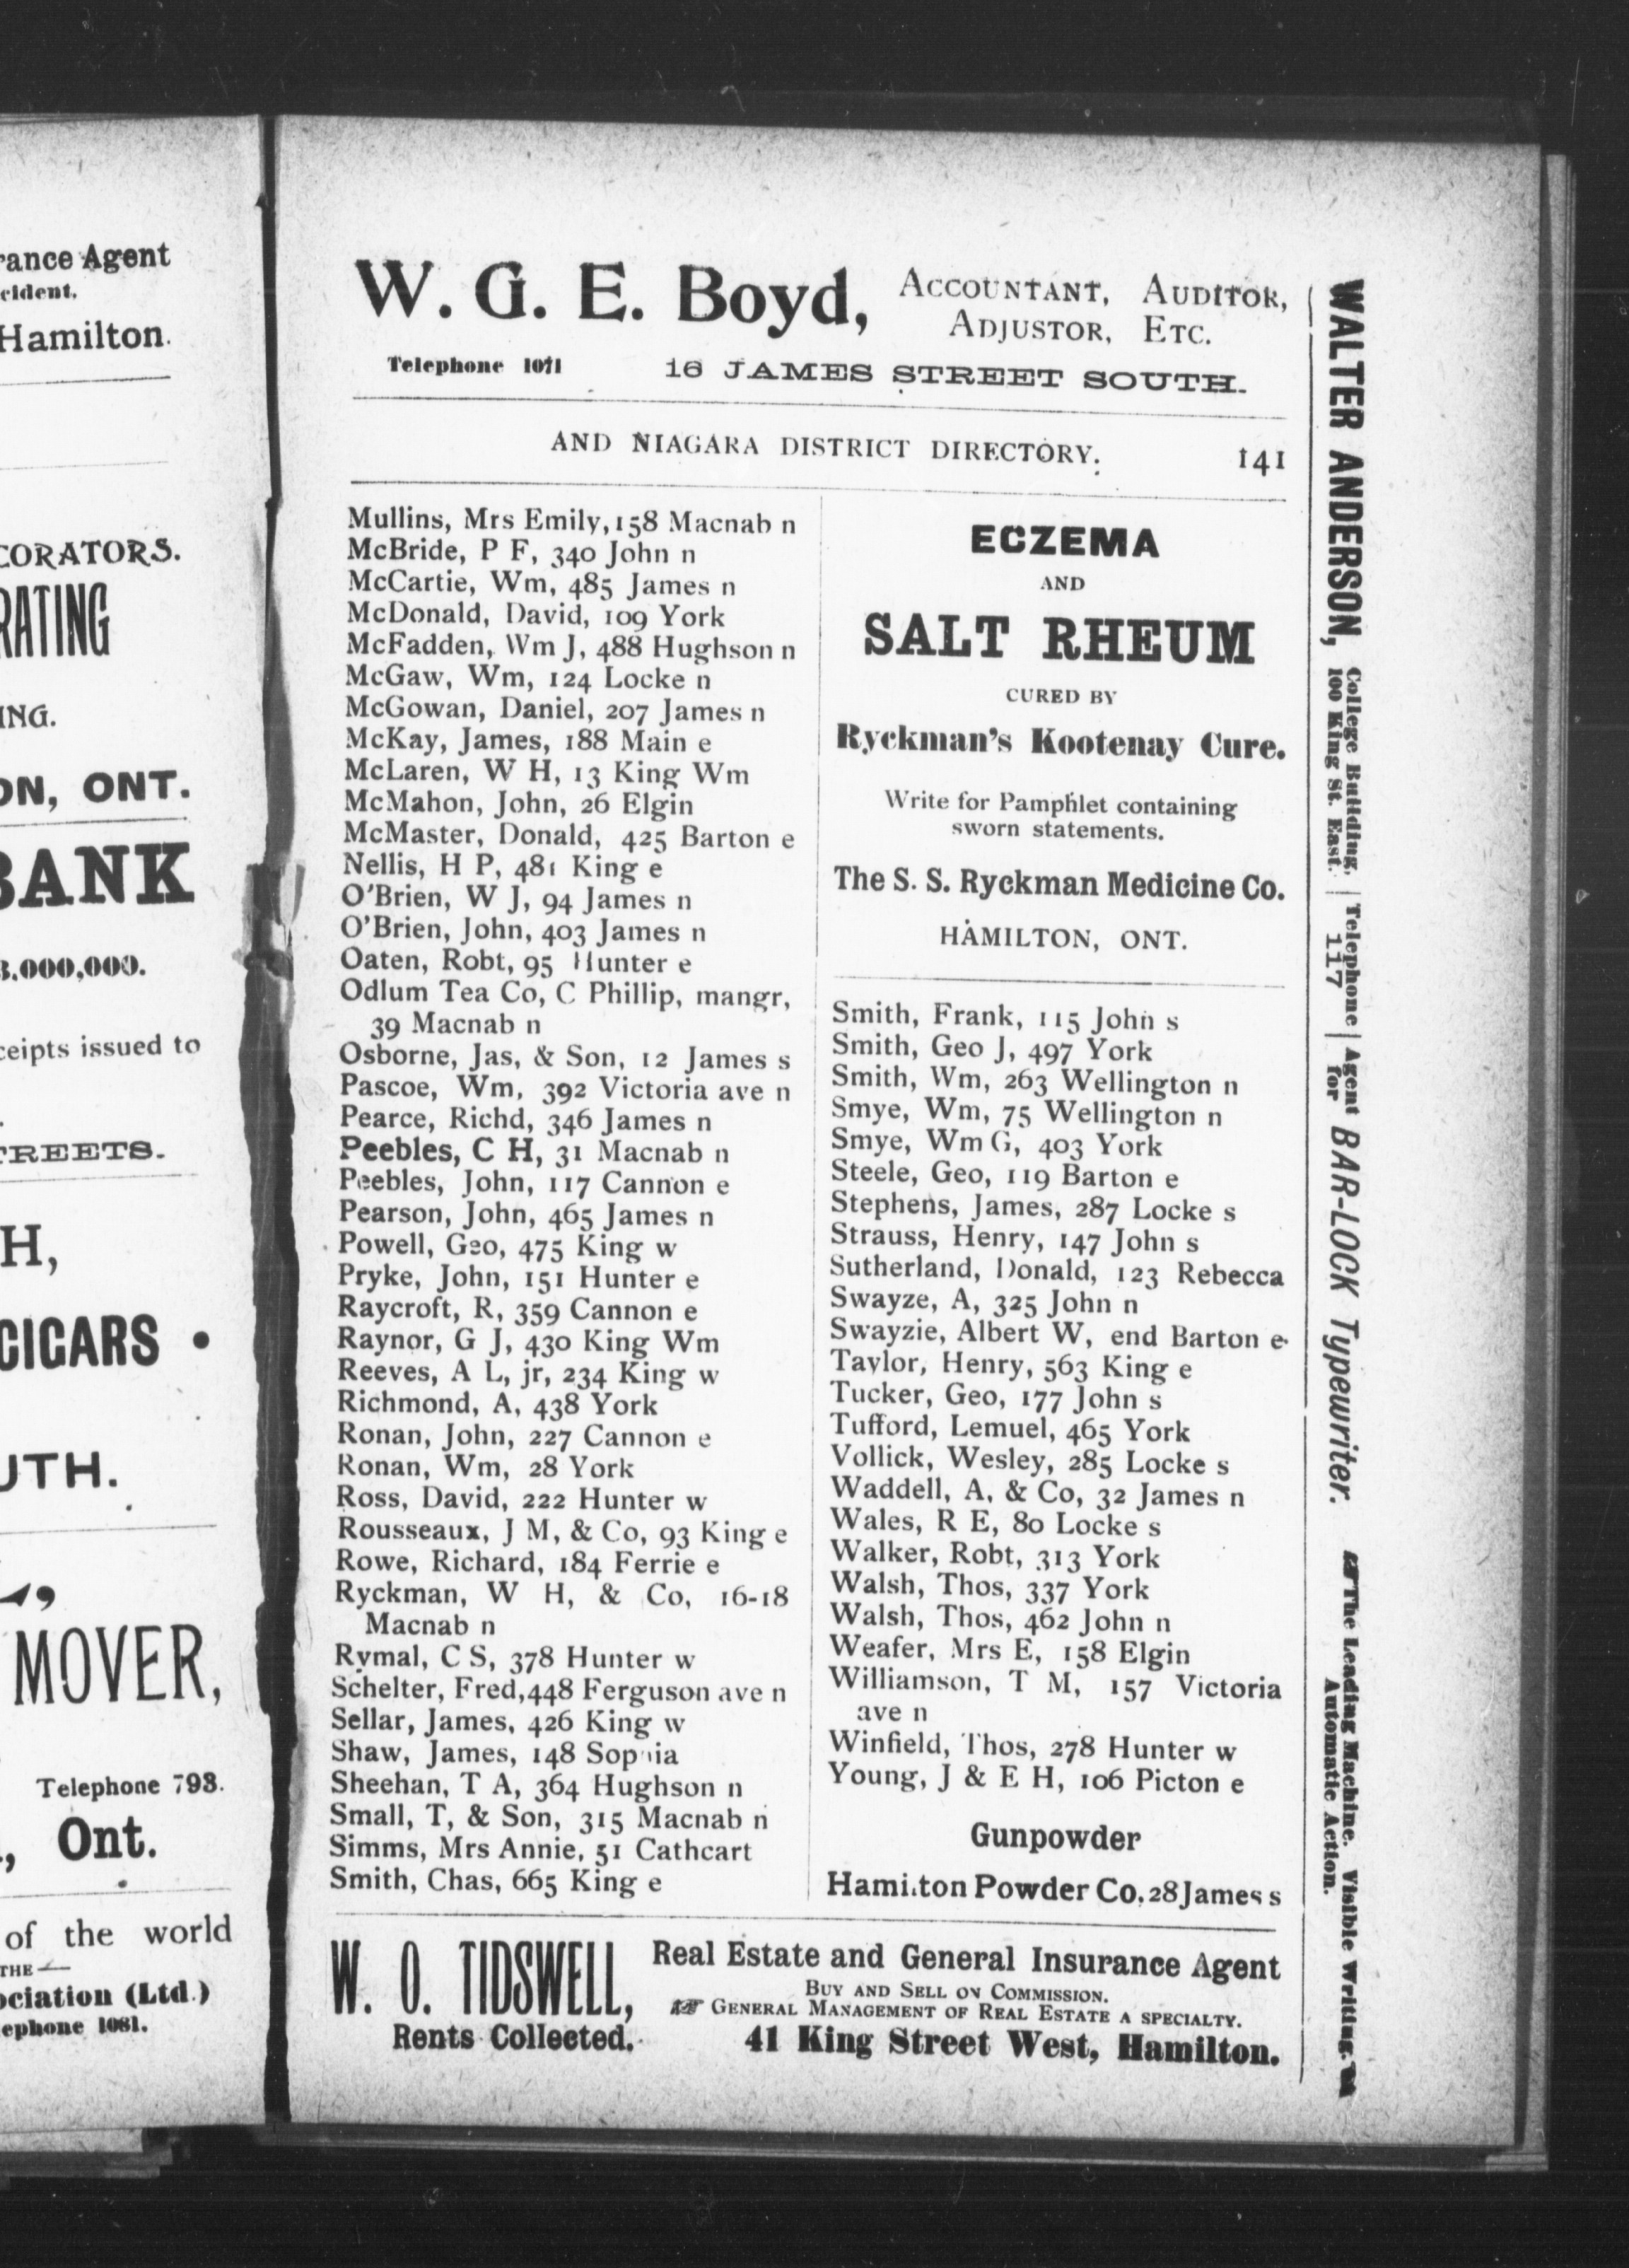 rance Agent
cident.
Hamilton.
CORATORS.
RATING
ING.
ON, ONT.
BANK
3,000,000.
ceipts issued to
TREETS.
H,
CIGARS •
UTH.
MOVER,
Telephone 793.
, Ont.
of the world
THE—
ociation (Ltd.)
ephone 1081.
W. G. E. Boyd, Accountant, Auditor,
Adjustor, Etc.
Telephone 1071 16 JAMES STREET SOUTH.
AND NIAGARA DISTRICT DIRECTORY. 141
Mullins, Mrs Emily, 158 Macnab n
McBride, P F, 340 John n
McCartie, Wm, 485 James n
McDonald, David, 109 York
McFadden, Wm J, 488 Hughson n
McGaw, Wm, 124 Locke n
McGowan, Daniel, 207 James n
McKay, James, 188 Main e
McLaren, W H, 13 King Wm
McMahon, John, 26 Elgin
McMaster, Donald, 425 Barton e
Nellis, H P, 481 King e
O'Brien, W J, 94 James n
O'Brien, John, 403 James n
Oaten, Robt, 95 Hunter e
Odlum Tea Co, C Phillip, mangr,
39 Macnab n
Osborne, Jas, & Son, 12 James s
Pascoe, Wm, 392 Victoria ave n
Pearce, Richd, 346 James n
Peebles, C H, 31 Macnab n
Peebles, John, 117 Cannon e
Pearson, John, 465 James n
Powell, Geo, 475 King w
Pryke, John, 151 Hunter e
Raycroft, R, 359 Cannon e
Raynor, G J, 430 King Wm
Reeves, A L, jr, 234 King w
Richmond, A, 438 York
Ronan, John, 227 Cannon e
Ronan, Wm, 28 York
Ross, David, 222 Hunter w
Rousseaux, J M, & Co, 93 King e
Rowe, Richard, 184 Ferrie e
Ryckman, W H, & Co, 16-18
Macnab n
Rymal, C S, 378 Hunter w
Schelter, Fred, 448 Ferguson ave n
Sellar, James, 426 King w
Shaw, James, 148 Sophia
Sheehan, T A, 364 Hughson n
Small, T, & Son, 315 Macnab n
Simms, Mrs Annie, 51 Cathcart
Smith, Chas, 665 King e
ECZEMA
AND
SALT RHEUM
CURED BY
Ryckman's Kootenay Cure.
Write for Pamphlet containing
sworn statements.
The S. S. Ryckman Medicine Co.
HAMILTON, ONT.
Smith, Frank, 115 John s
Smith, Geo J, 497 York
Smith, Wm, 263 Wellington n
Smye, Wm, 75 Wellington n
Smye, Wm G, 403 York
Steele, Geo, 119 Barton e
Stephens, James, 287 Locke s
Strauss, Henry, 147 John s
Sutherland, Donald, 123 Rebecca
Swayze, A, 325 John n
Swayzie, Albert W, end Barton e
Taylor, Henry, 563 King e
Tucker, Geo, 177 John s
Tufford, Lemuel, 465 York
Vollick, Wesley, 285 Locke s
Waddell, A, & Co, 32 James n
Wales, R E, 80 Locke s
Walker, Robt, 313 York
Walsh, Thos, 337 York
Walsh, Thos, 462 John n
Weafer, Mrs E, 158 Elgin
Williamson, T M, 157 Victoria
ave n
Winfield, Thos, 278 Hunter w
Young, J & E H, 106 Picton e
Gunpowder
Hamilton Powder Co, 28 James s
W. O. TIDSWELL, Real Estate and General Insurance Agent
Buy and Sell on Commission.
General Management of Real Estate a specialty.
Rents Collected. 41 King Street West, Hamilton.
WALTER ANDERSON, College Building, 100 King St. East. | Telephone 117 | Agent for BAR-LOCK Typewriter. The Leading Machine. Visible Writing. Automatic Action.